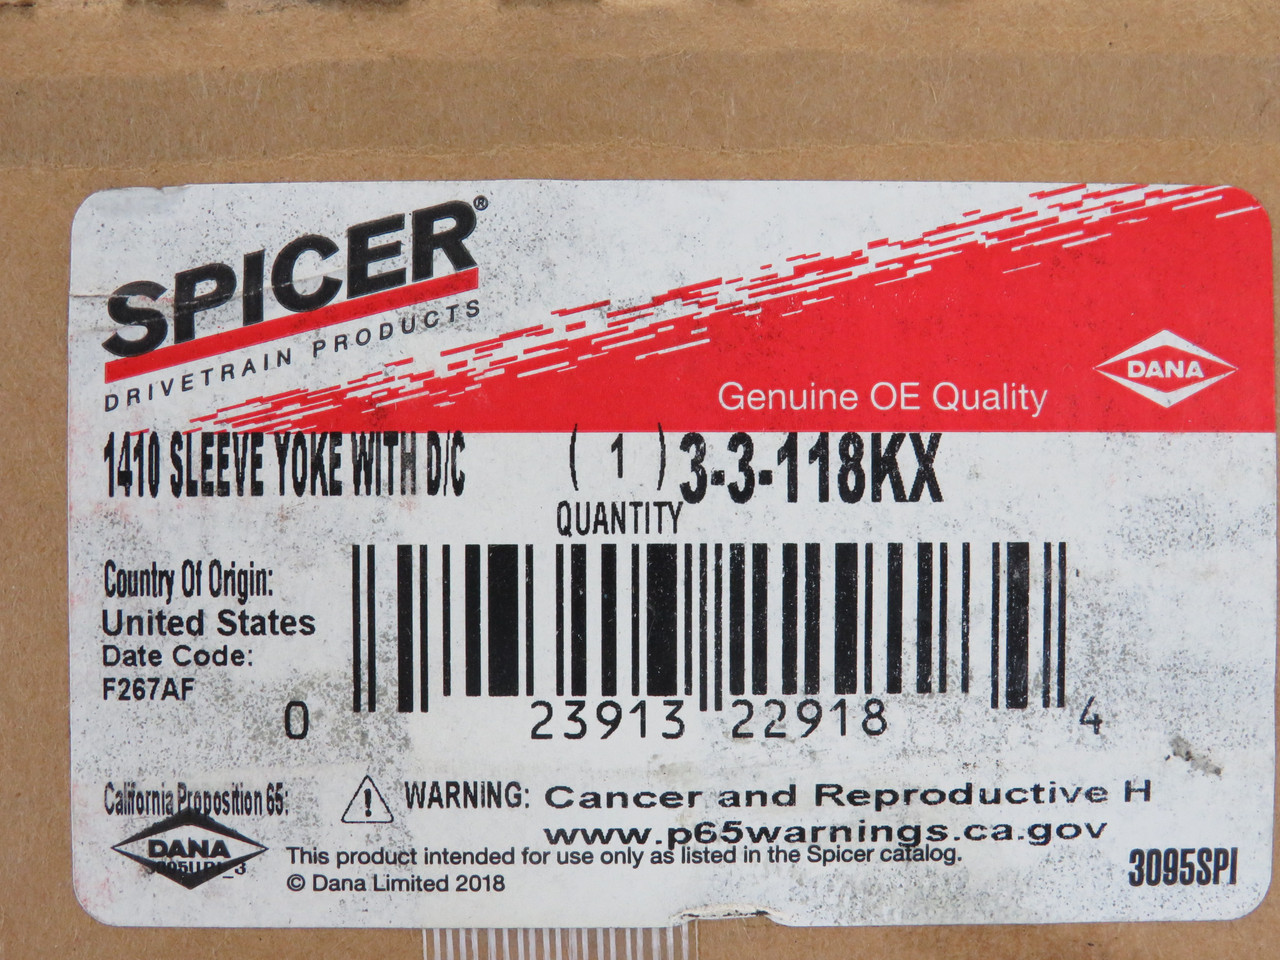 SPICER®
DRIVETRAIN PRODUCTS
DANA
Genuine OE Quality
1410 SLEEVE YOKE WITH D/C
( 1 )
3-3-118KX
QUANTITY
Country Of Origin:
United States
Date Code:
F267AF
0 23913 22918 4
California Proposition 65:
WARNING: Cancer and Reproductive H
www.p65warnings.ca.gov
DANA
This product intended for use only as listed in the Spicer catalog.
© Dana Limited 2018
3095SPI